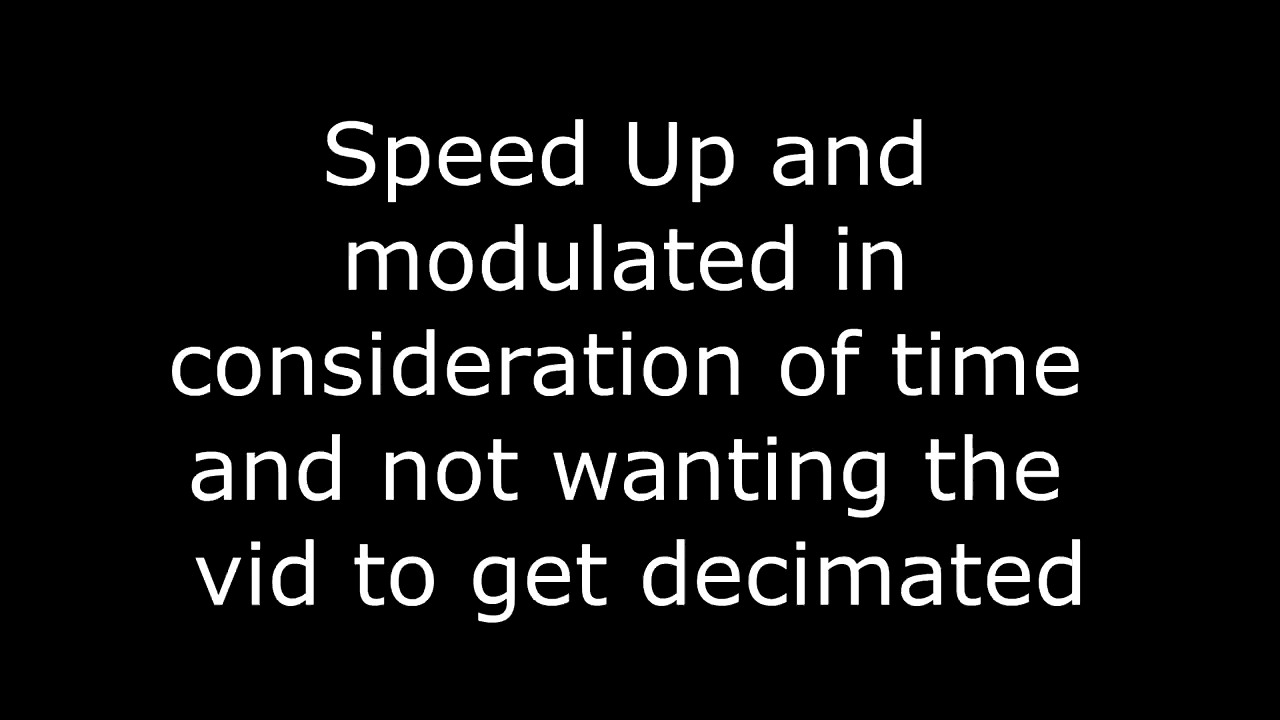 Speed Up and
modulated in
consideration of time
and not wanting the
vid to get decimated